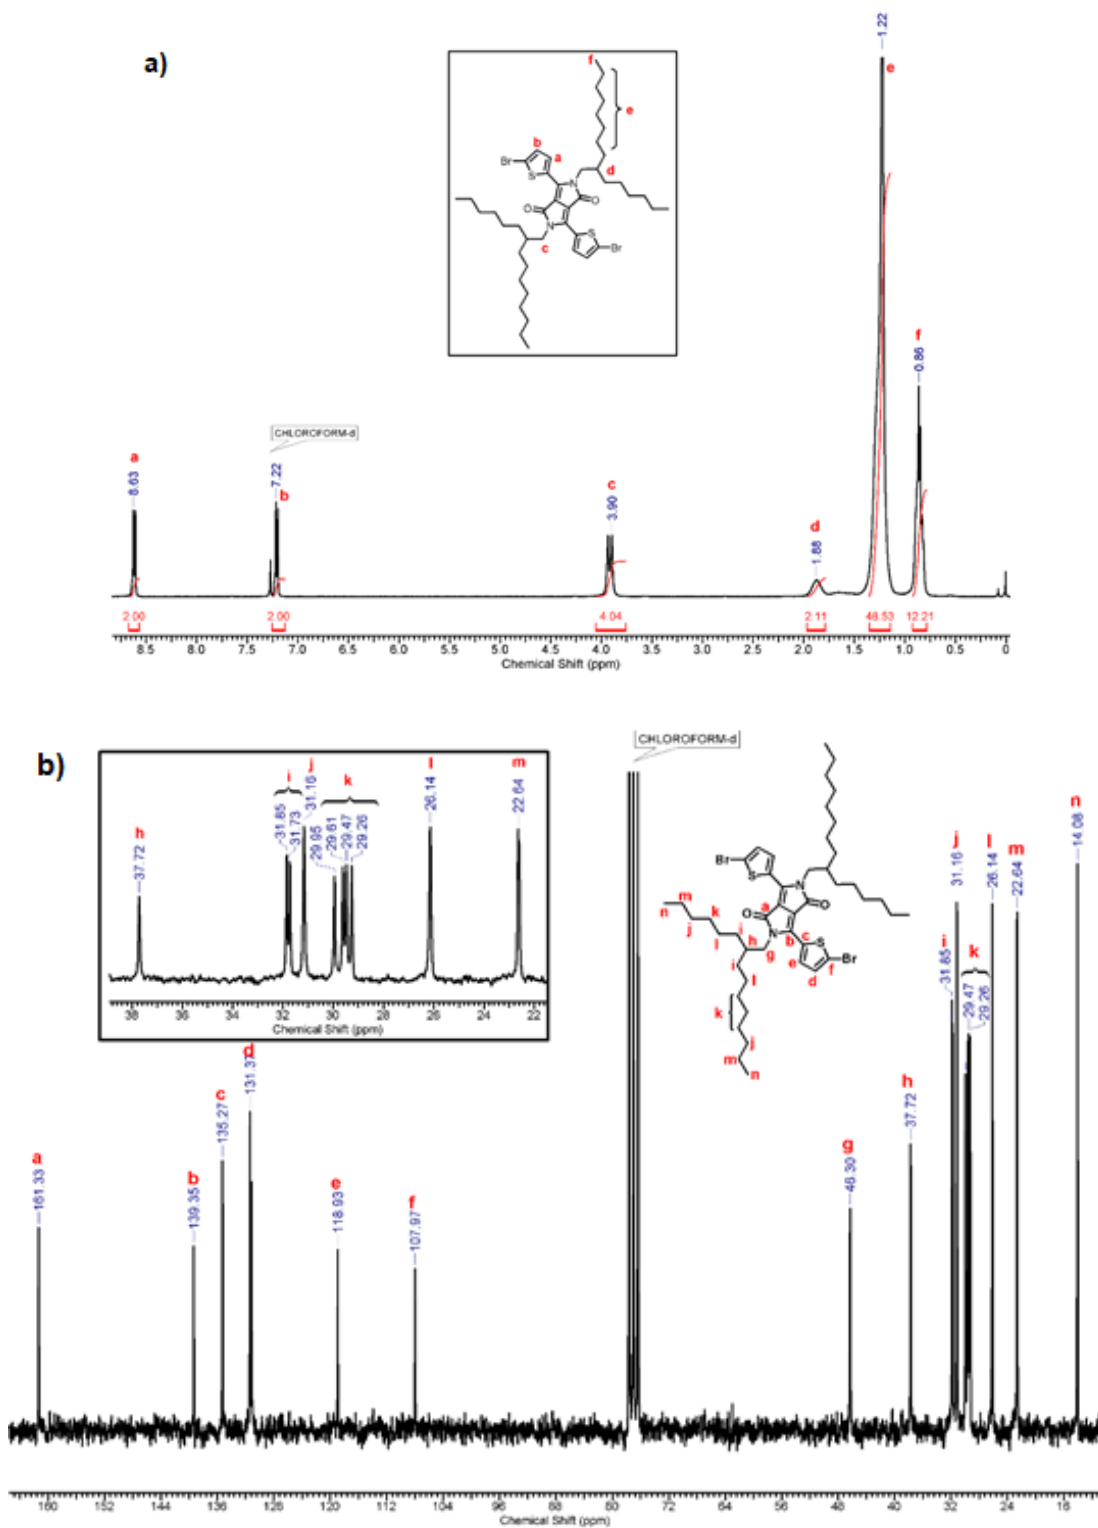 a)
f
e
b
a
Br
S
N
d
O
O
N
S
Br
c
CHLOROFORM-d
a
8.63
7.22
b
c
3.90
d
1.88
1.22
e
f
0.86
2.00
2.00
4.04
2.11
48.53
12.21
8.5 8.0 7.5 7.0 6.5 6.0 5.5 5.0 4.5 4.0 3.5 3.0 2.5 2.0 1.5 1.0 0.5 0
Chemical Shift (ppm)
b)
h
37.72
i
31.85
31.73
j
31.16
k
29.95
29.61
29.47
29.26
l
26.14
m
22.64
38 36 34 32 30 28 26 24 22
Chemical Shift (ppm)
CHLOROFORM-d
Br
S
N
O
a
O
N
b
c
S
Br
e
d
f
g
h
i
l
k
j
m
n
i
l
k
j
m
n
a
161.33
b
139.35
c
135.27
d
131.37
e
118.93
f
107.97
g
46.30
h
37.72
i
31.85
j
31.16
k
29.47
29.26
l
26.14
m
22.64
n
14.08
160 152 144 136 128 120 112 104 96 88 80 72 64 56 48 40 32 24 16
Chemical Shift (ppm)